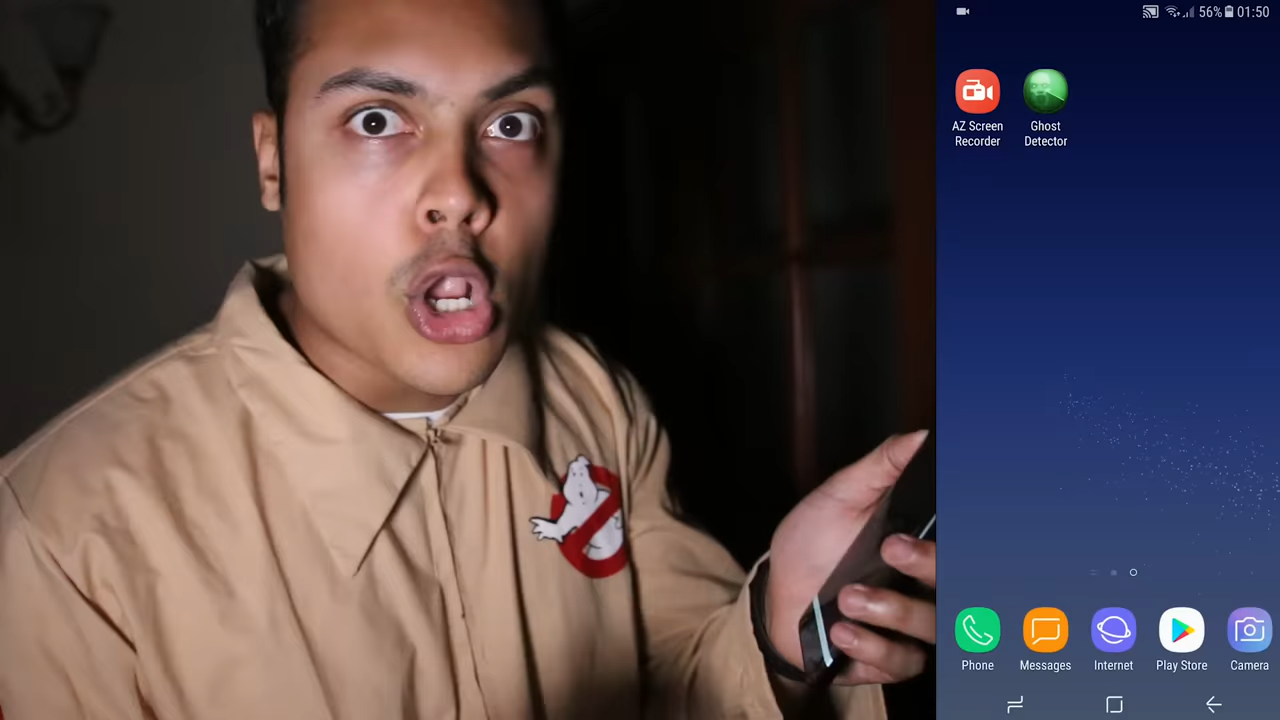 56% 01:50
AZ Screen
Recorder
Ghost
Detector
Phone
Messages
Internet
Play Store
Camera